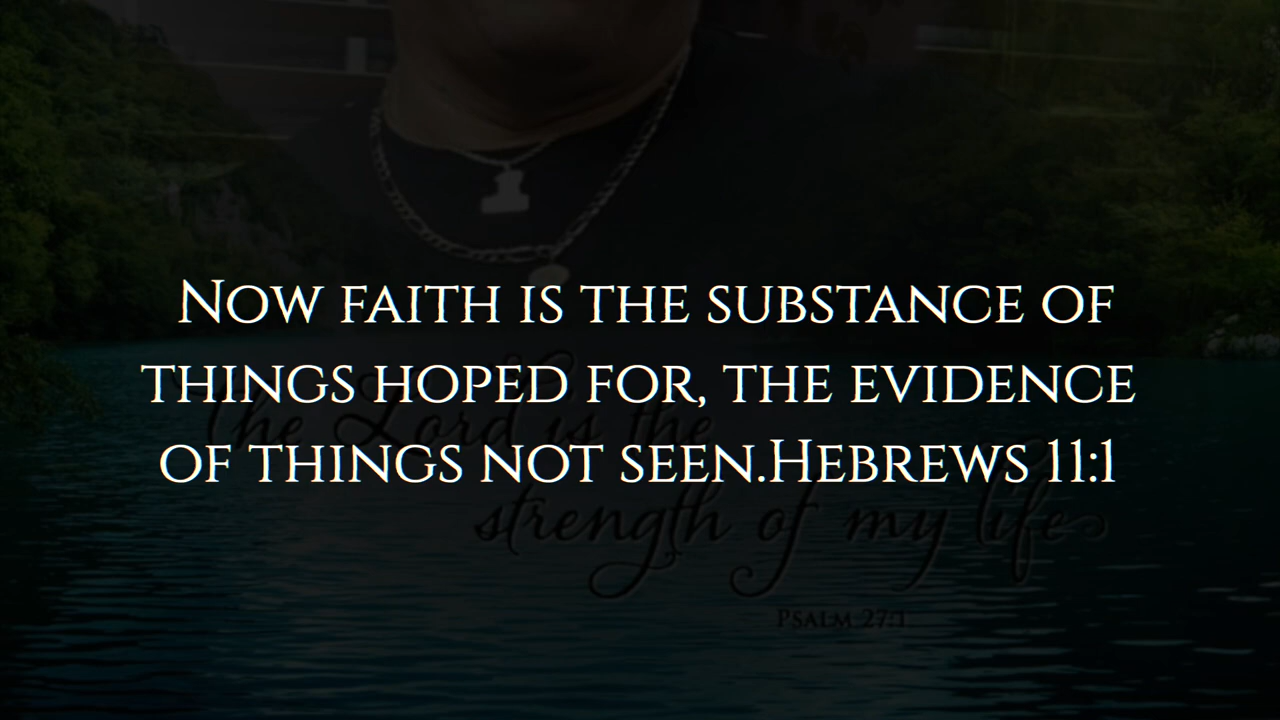 Now faith is the substance of
things hoped for, the evidence
of things not seen.Hebrews 11:1
The Lord is the
strength of my life
Psalm 27:1